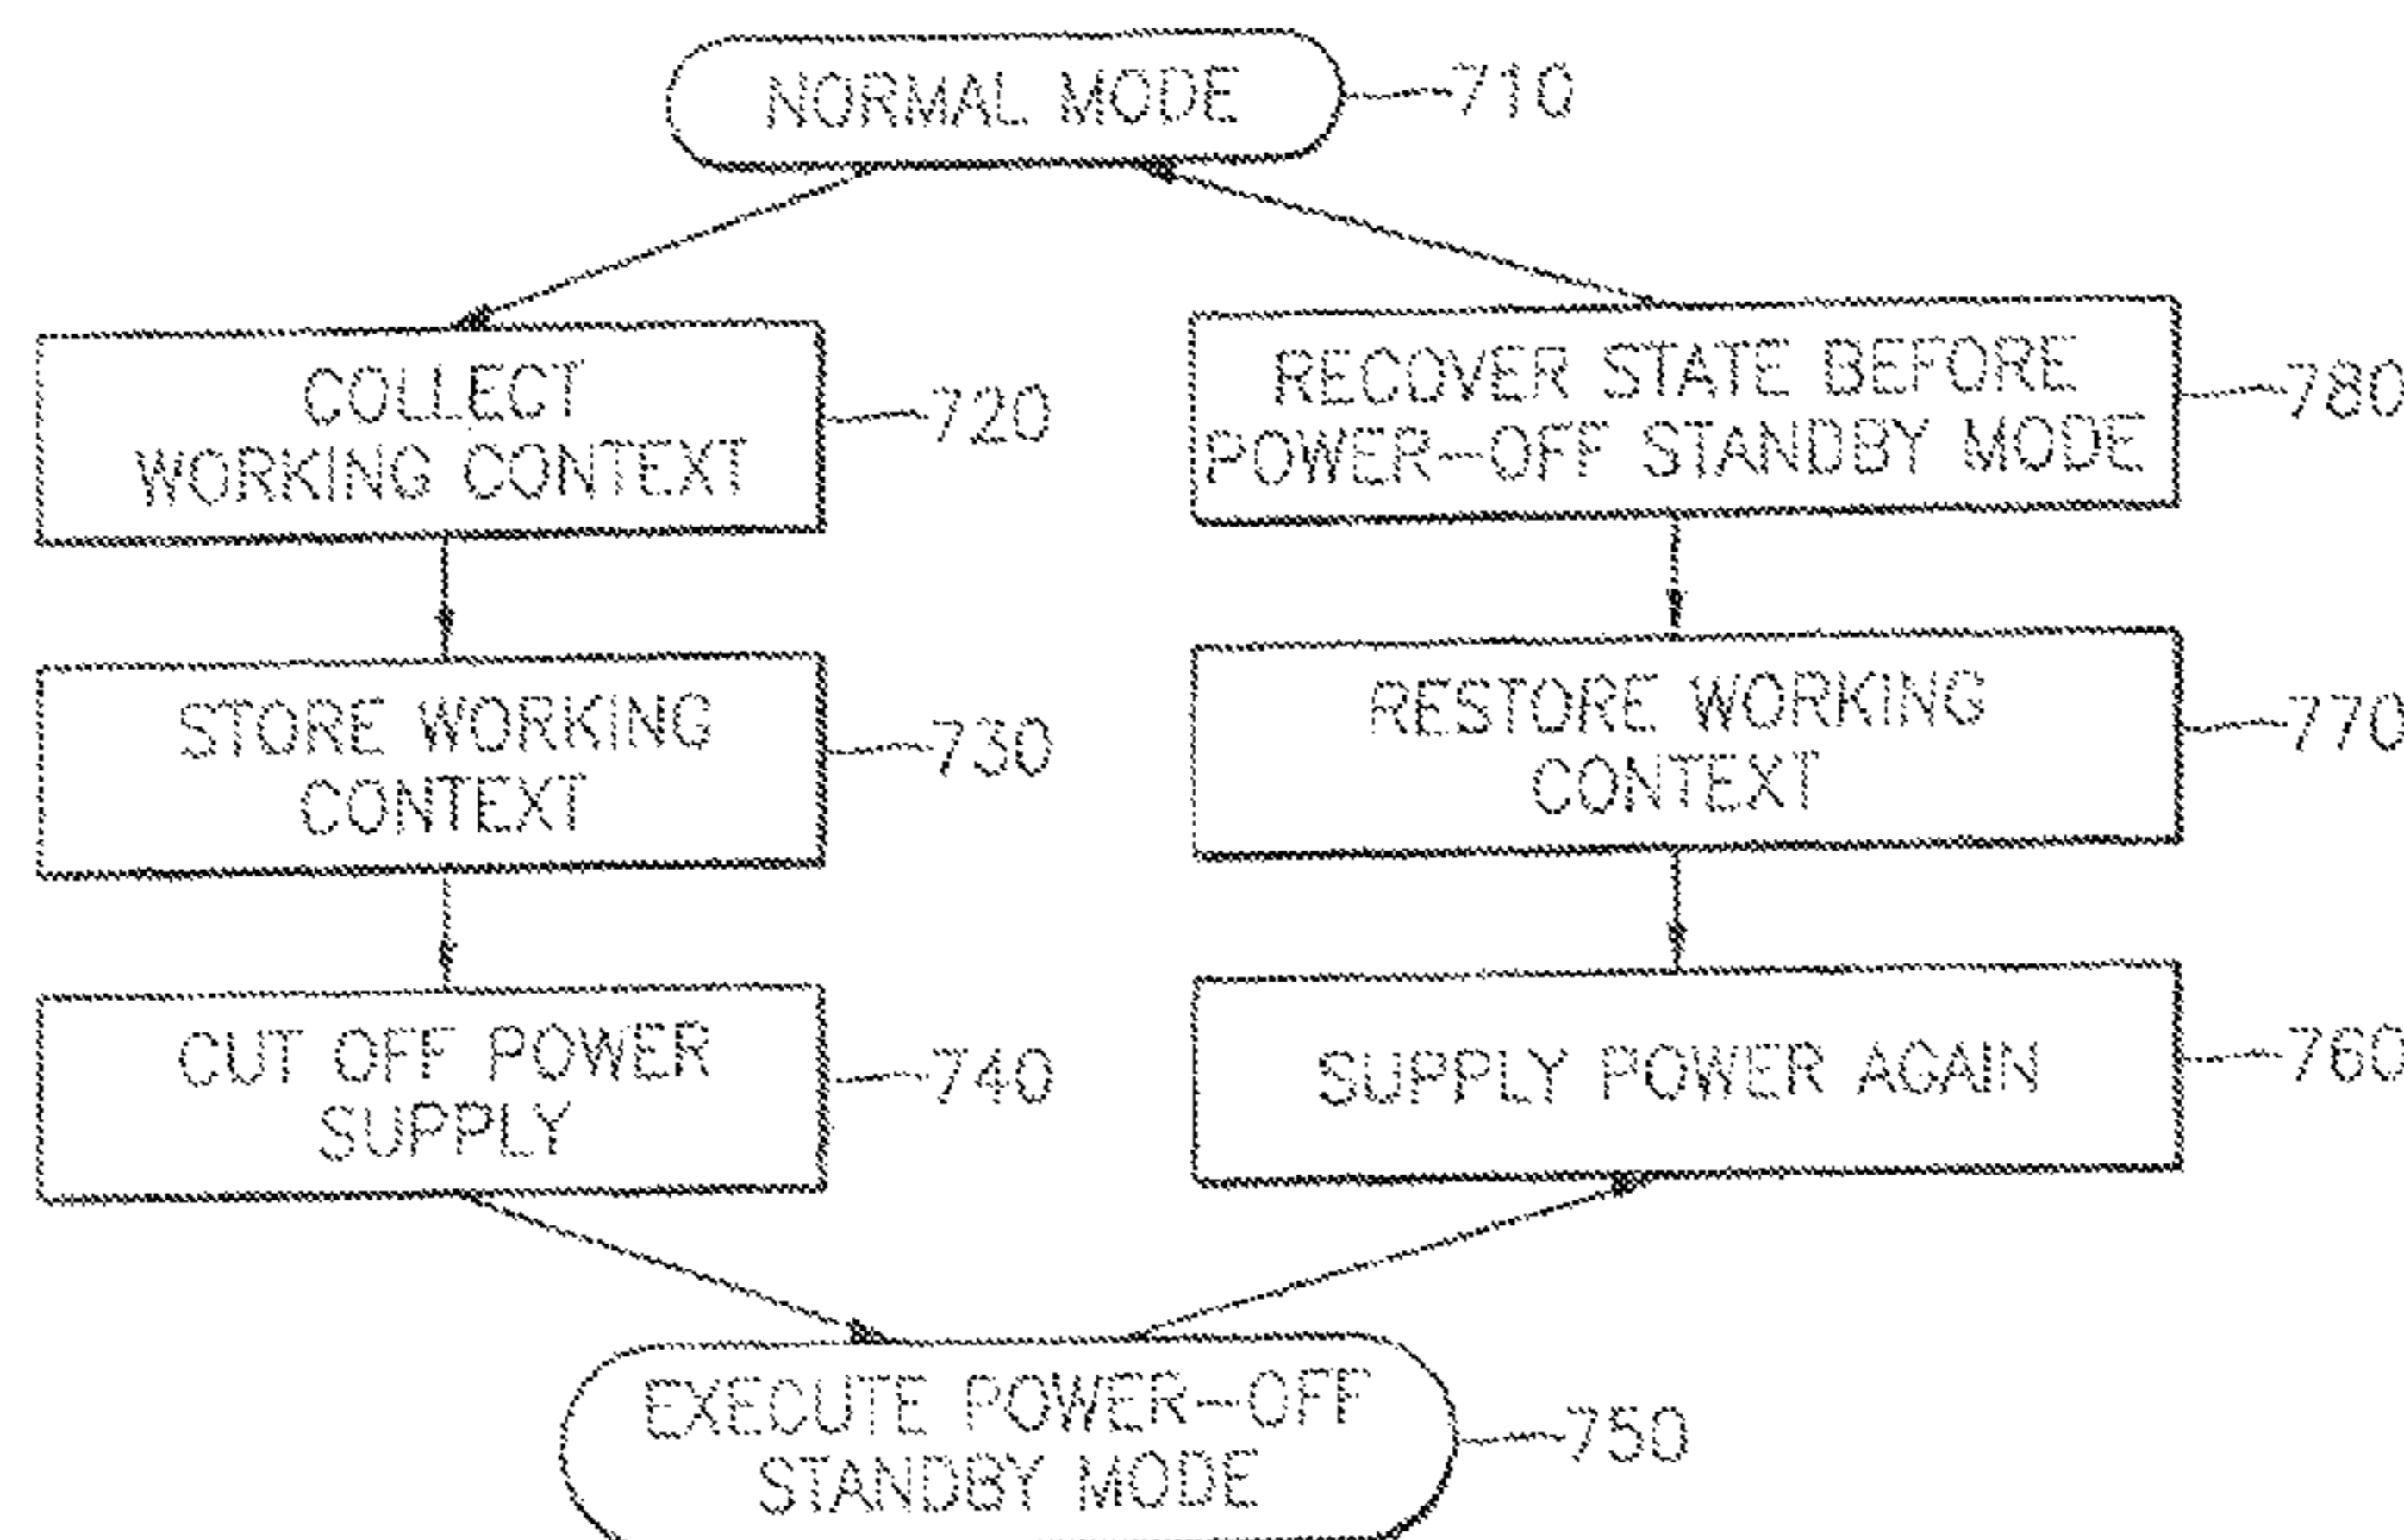 NORMAL MODE
710
COLLECT
WORKING CONTEXT
720
RECOVER STATE BEFORE
POWER-OFF STANDBY MODE
780
STORE WORKING
CONTEXT
730
RESTORE WORKING
CONTEXT
770
CUT OFF POWER
SUPPLY
740
SUPPLY POWER AGAIN
760
EXECUTE POWER-OFF
STANDBY MODE
750